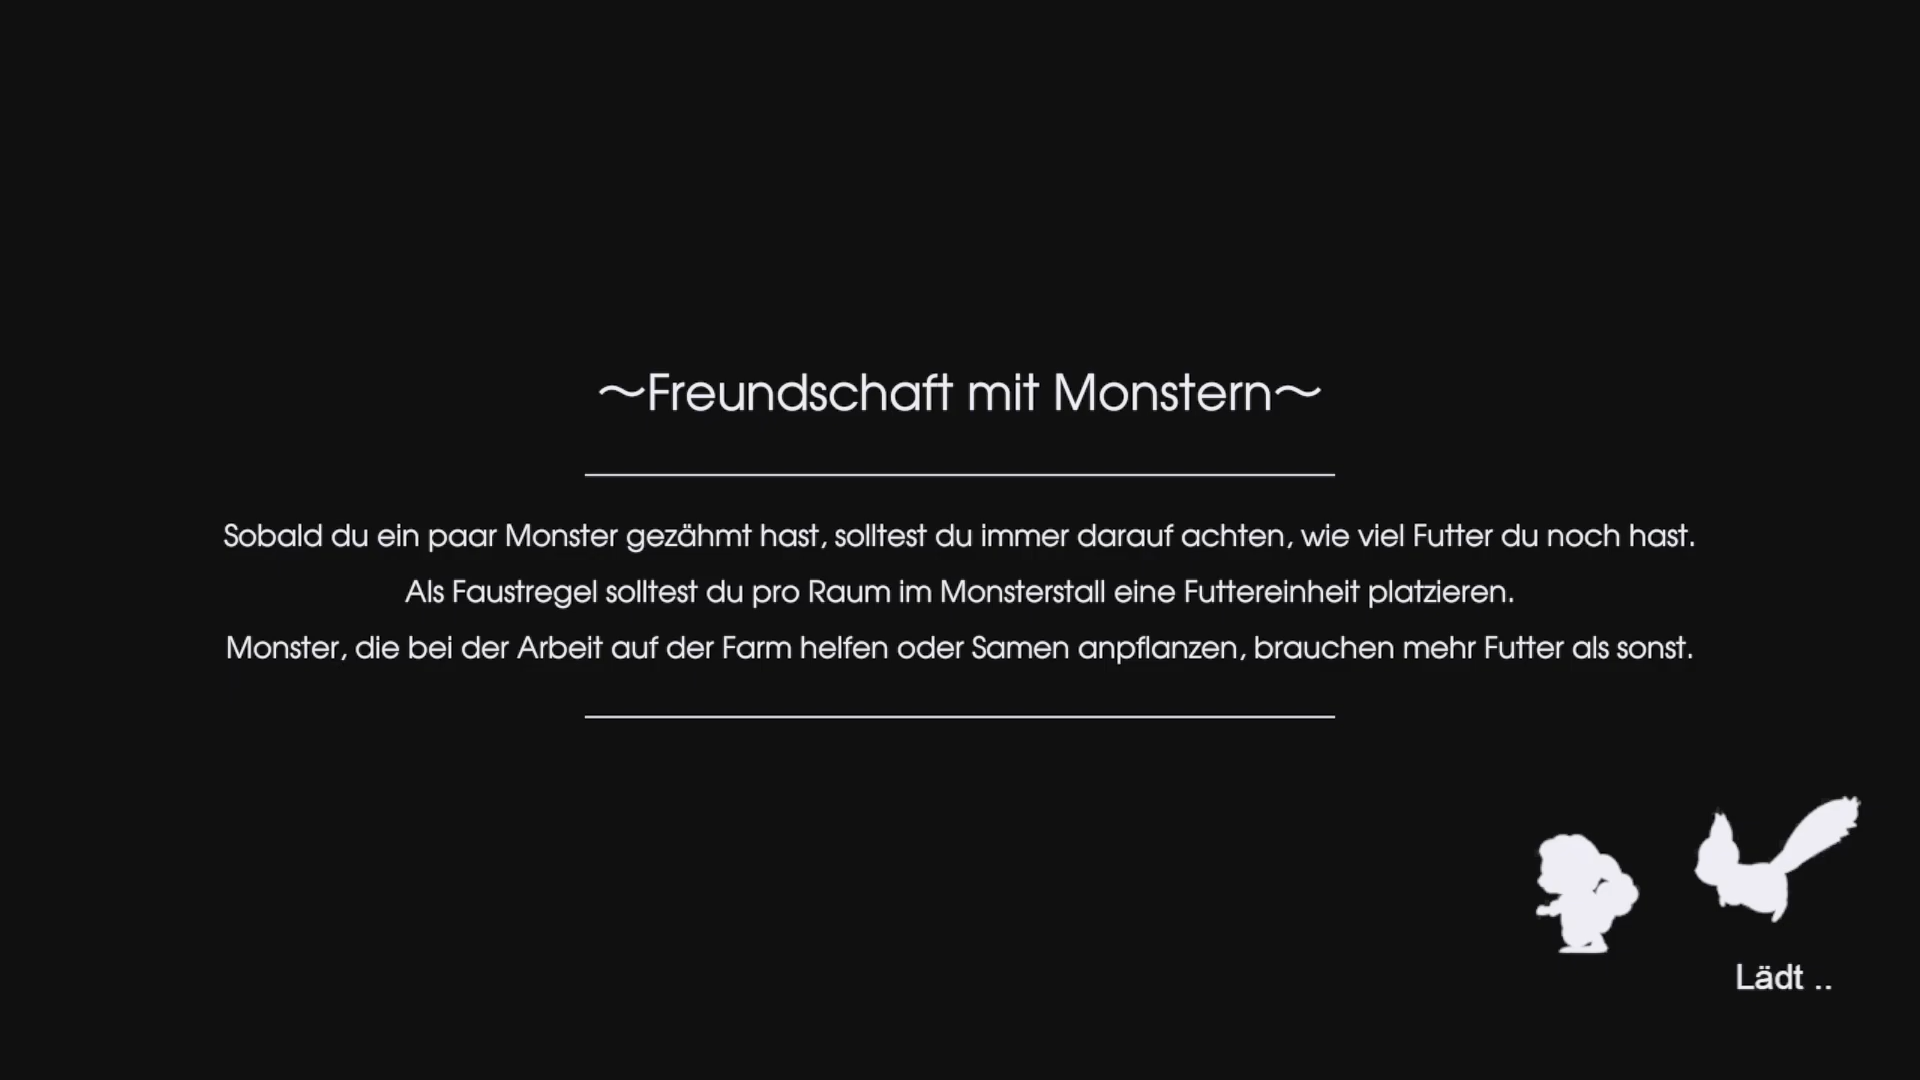 ～Freundschaft mit Monstern～
Sobald du ein paar Monster gezähmt hast, solltest du immer darauf achten, wie viel Futter du noch hast.
Als Faustregel solltest du pro Raum im Monsterstall eine Futtereinheit platzieren.
Monster, die bei der Arbeit auf der Farm helfen oder Samen anpflanzen, brauchen mehr Futter als sonst.
Lädt ..